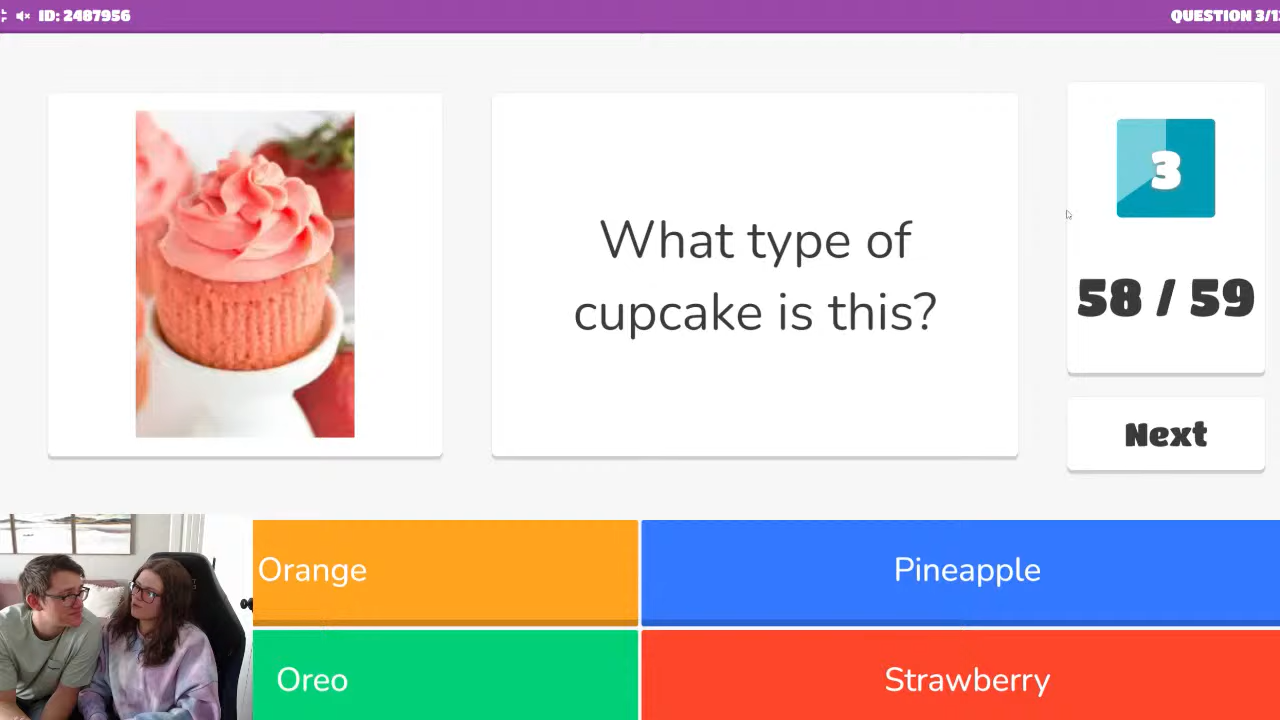 ID: 2487956
QUESTION 3/1
What type of
cupcake is this?
3
58 / 59
Next
Orange
Pineapple
Oreo
Strawberry